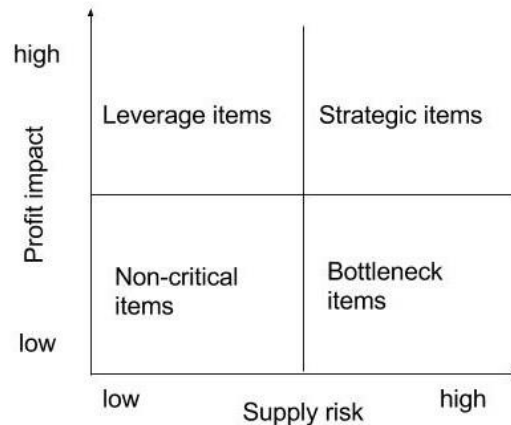 high
Leverage items
Strategic items
Profit impact
Non-critical
items
Bottleneck
items
low
low
high
Supply risk